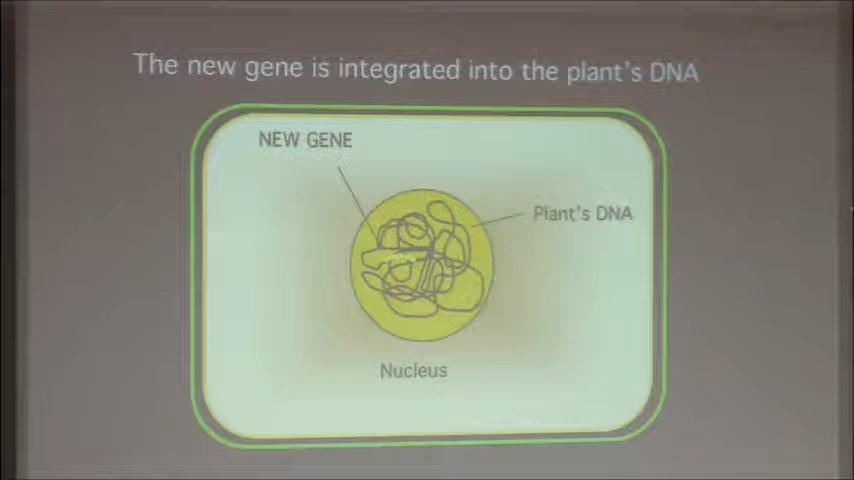 The new gene is integrated into the plant's DNA
NEW GENE
Plant's DNA
Nucleus